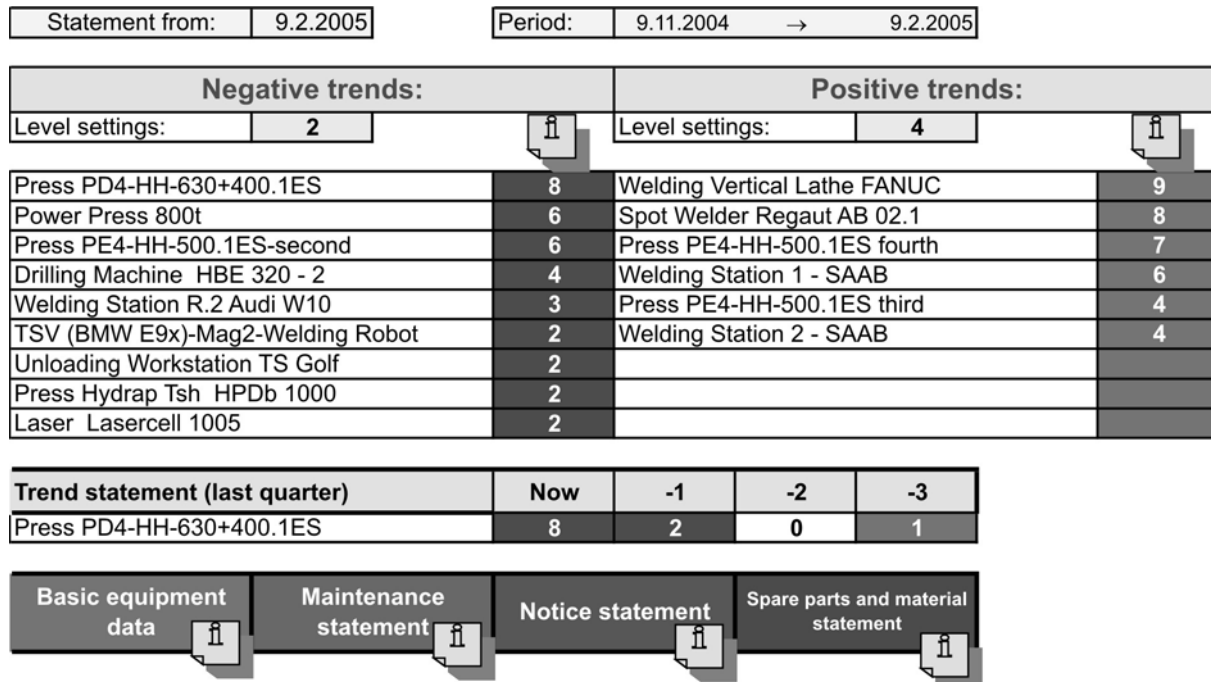 Statement from: 9.2.2005 Period: 9.11.2004 → 9.2.2005
Negative trends: Positive trends:
Level settings: 2 Level settings: 4
Press PD4-HH-630+400.1ES 8 Welding Vertical Lathe FANUC 9
Power Press 800t 6 Spot Welder Regaut AB 02.1 8
Press PE4-HH-500.1ES-second 6 Press PE4-HH-500.1ES fourth 7
Drilling Machine HBE 320 - 2 4 Welding Station 1 - SAAB 6
Welding Station R.2 Audi W10 3 Press PE4-HH-500.1ES third 4
TSV (BMW E9x)-Mag2-Welding Robot 2 Welding Station 2 - SAAB 4
Unloading Workstation TS Golf 2
Press Hydrap Tsh HPDb 1000 2
Laser Lasercell 1005 2
Trend statement (last quarter) Now -1 -2 -3
Press PD4-HH-630+400.1ES 8 2 0 1
Basic equipment data
Maintenance statement
Notice statement
Spare parts and material statement